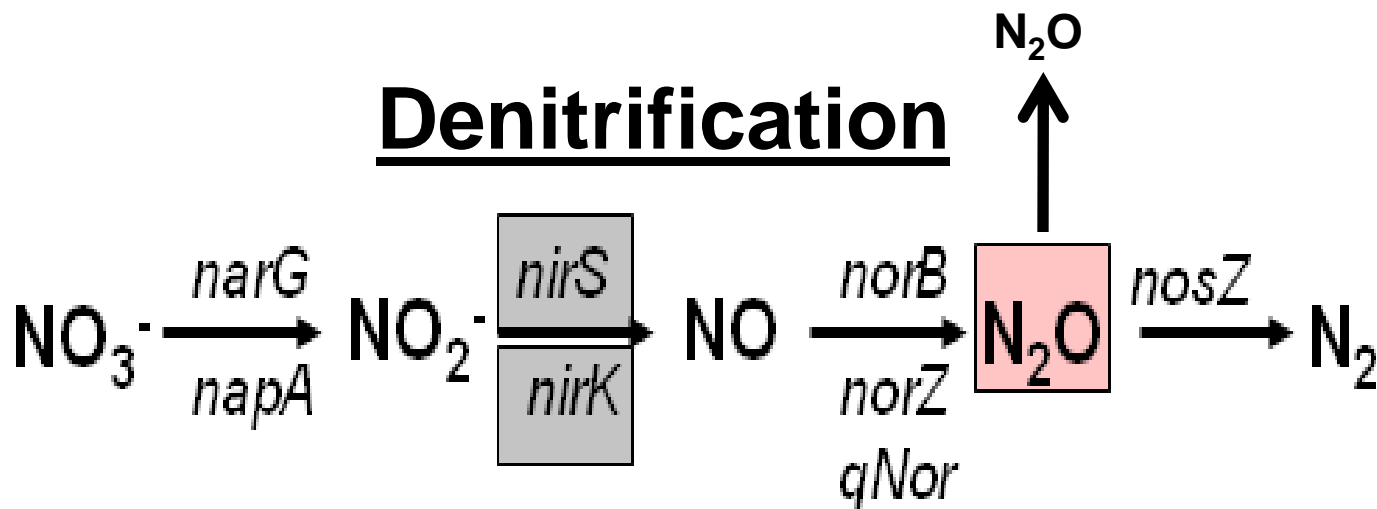 N₂O
Denitrification
narG nirS norB nosZ
NO₃⁻ NO₂⁻ NO N₂O N₂
napA nirK norZ
qNor